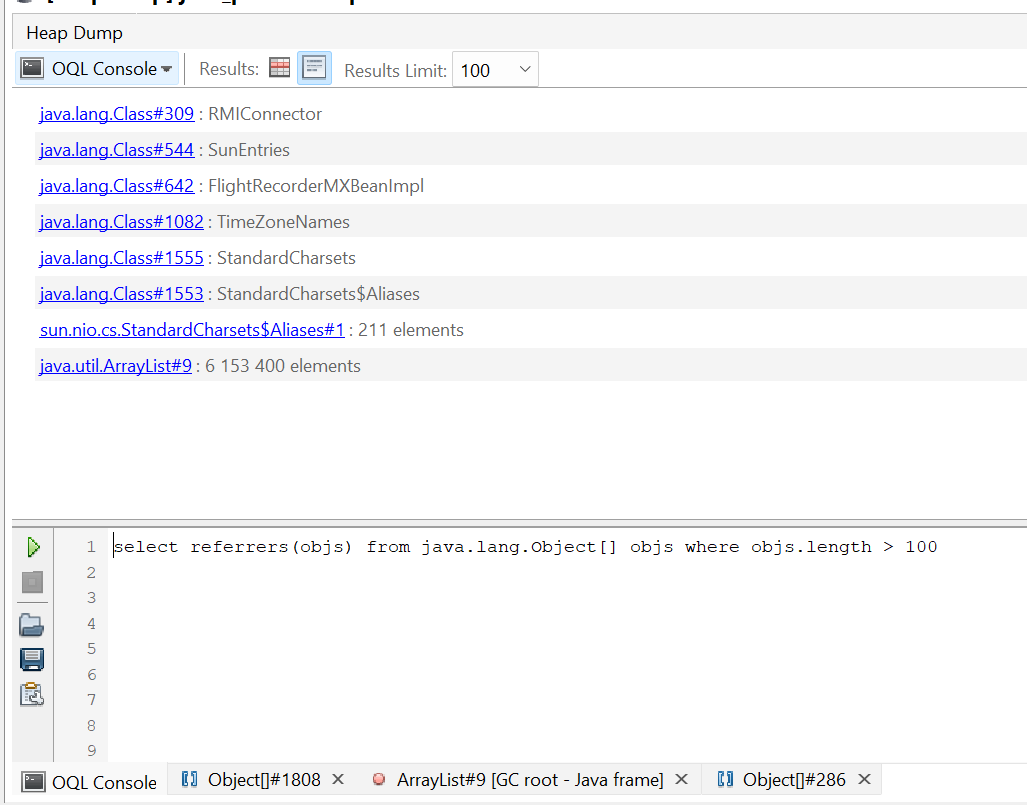 Heap Dump
OQL Console Results: Results Limit: 100
java.lang.Class#309 : RMIConnector
java.lang.Class#544 : SunEntries
java.lang.Class#642 : FlightRecorderMXBeanImpl
java.lang.Class#1082 : TimeZoneNames
java.lang.Class#1555 : StandardCharsets
java.lang.Class#1553 : StandardCharsets$Aliases
sun.nio.cs.StandardCharsets$Aliases#1 : 211 elements
java.util.ArrayList#9 : 6 153 400 elements
1 select referrers(objs) from java.lang.Object[] objs where objs.length > 100
2
3
4
5
6
7
8
9
OQL Console Object[]#1808 ArrayList#9 [GC root - Java frame] Object[]#286